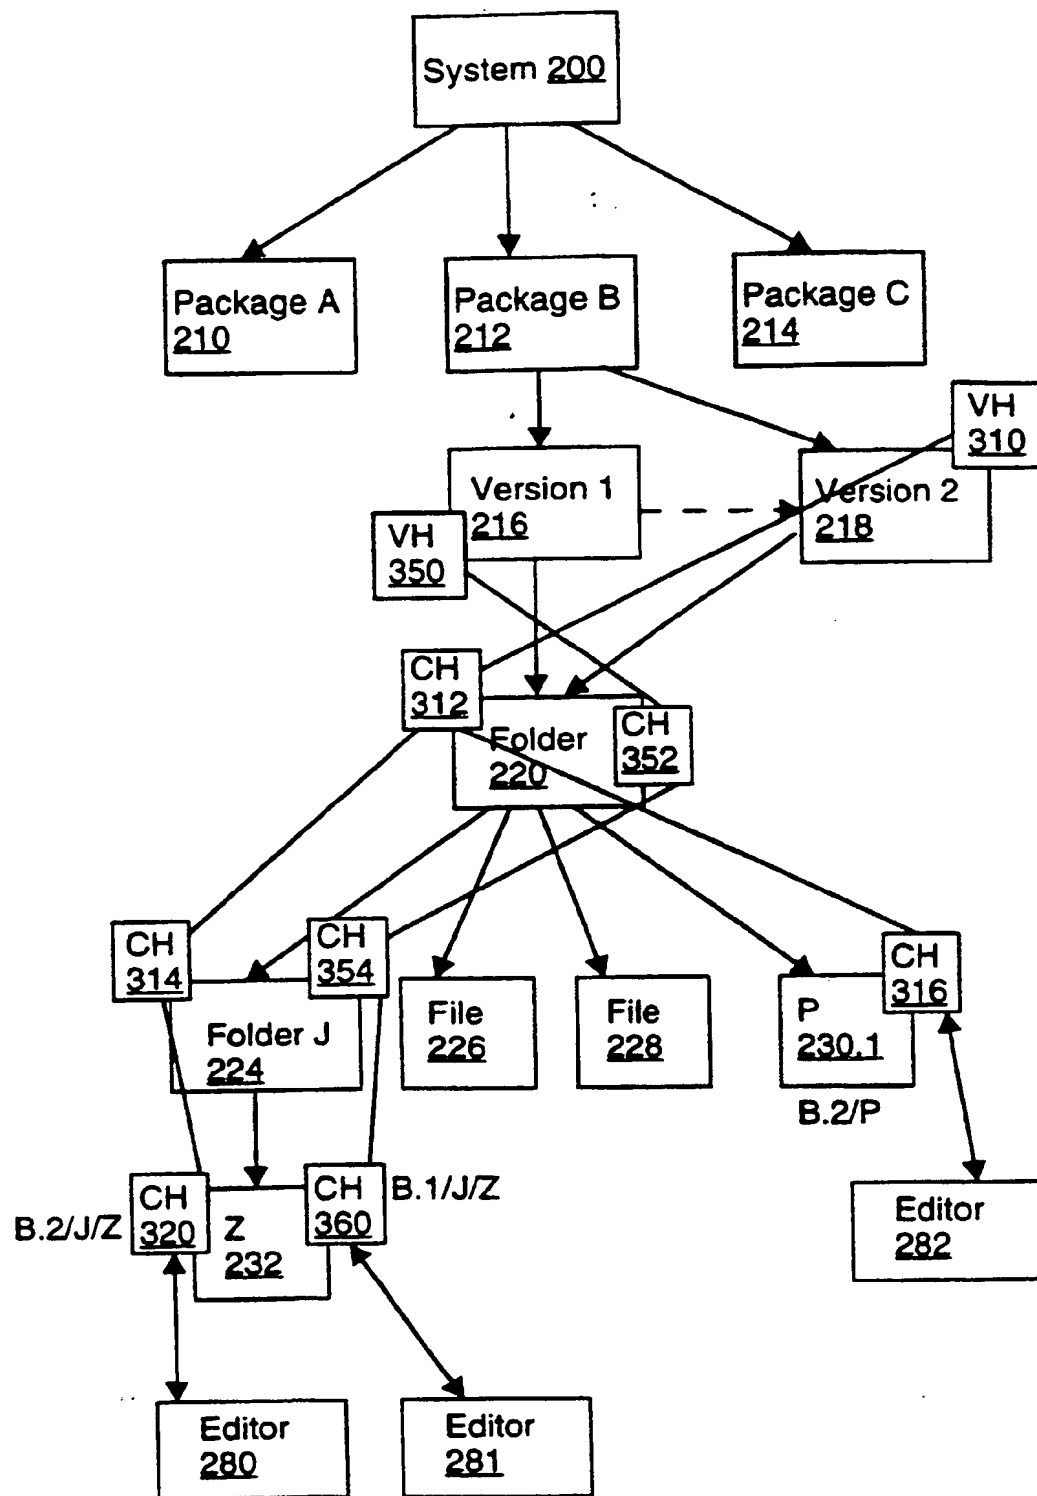 System 200
Package A
210
Package B
212
Package C
214
VH
310
Version 1
216
Version 2
218
VH
350
CH
312
Folder
220
CH
352
CH
314
CH
354
CH
316
Folder J
224
File
226
File
228
P
230.1
B.2/P
B.2/J/Z
CH
320
Z
232
CH
360
B.1/J/Z
Editor
282
Editor
280
Editor
281